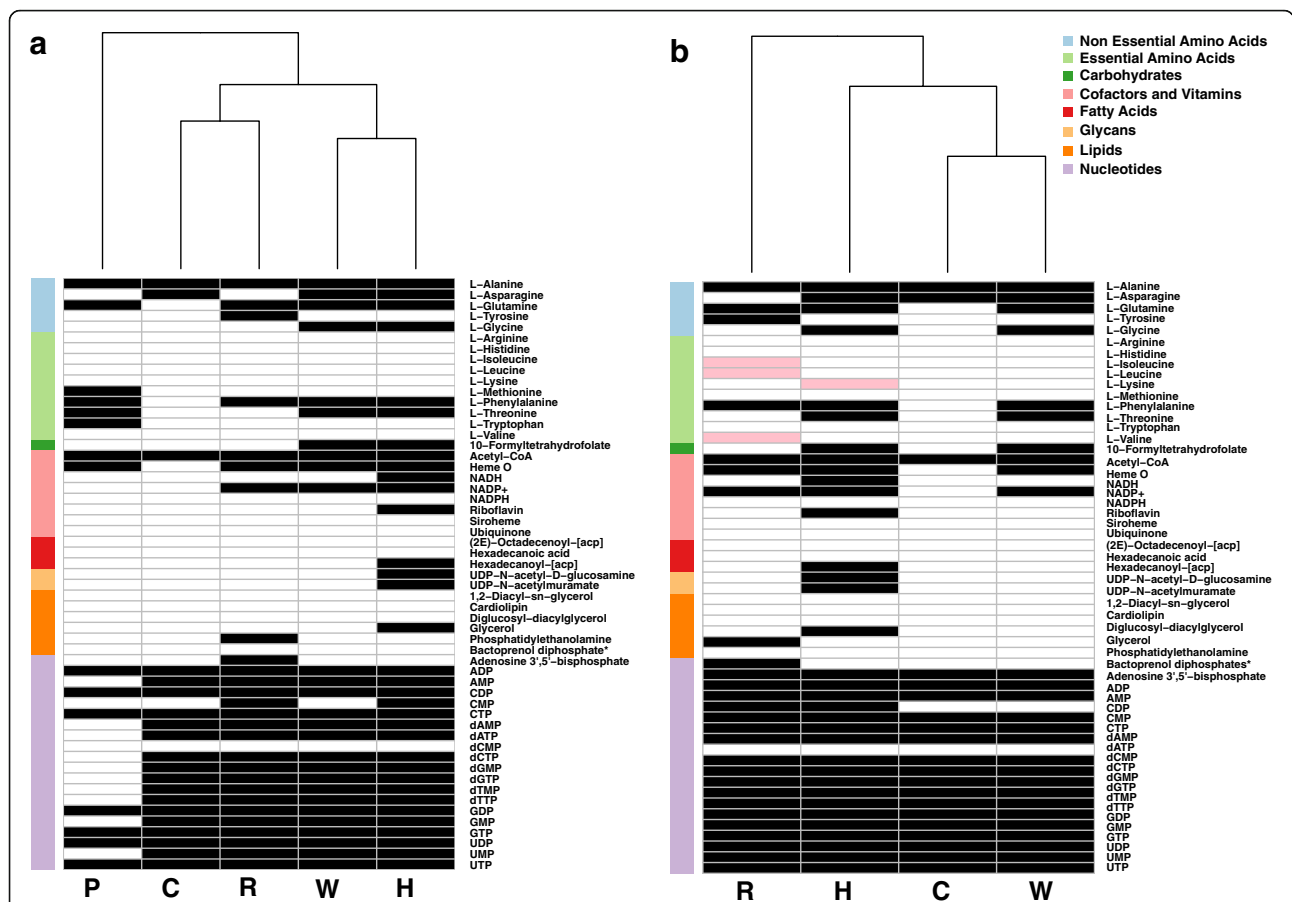 a
L-Alanine
L-Asparagine
L-Glutamine
L-Tyrosine
L-Glycine
L-Arginine
L-Histidine
L-Isoleucine
L-Leucine
L-Lysine
L-Methionine
L-Phenylalanine
L-Threonine
L-Tryptophan
L-Valine
10-Formyltetrahydrofolate
Acetyl-CoA
Heme O
NADH
NADP+
NADPH
Riboflavin
Siroheme
Ubiquinone
(2E)-Octadecenoyl-[acp]
Hexadecanoic acid
Hexadecanoyl-[acp]
UDP-N-acetyl-D-glucosamine
UDP-N-acetylmuramate
1,2-Diacyl-sn-glycerol
Cardiolipin
Diglucosyl-diacylglycerol
Glycerol
Phosphatidylethanolamine
Bactoprenol diphosphate*
Adenosine 3',5'-bisphosphate
ADP
AMP
CDP
CMP
CTP
dAMP
dATP
dCMP
dCTP
dGMP
dGTP
dTMP
dTTP
GDP
GMP
GTP
UDP
UMP
UTP
P C R W H
b
Non Essential Amino Acids
Essential Amino Acids
Carbohydrates
Cofactors and Vitamins
Fatty Acids
Glycans
Lipids
Nucleotides
L-Alanine
L-Asparagine
L-Glutamine
L-Tyrosine
L-Glycine
L-Arginine
L-Histidine
L-Isoleucine
L-Leucine
L-Lysine
L-Methionine
L-Phenylalanine
L-Threonine
L-Tryptophan
L-Valine
10-Formyltetrahydrofolate
Acetyl-CoA
Heme O
NADH
NADP+
NADPH
Riboflavin
Siroheme
Ubiquinone
(2E)-Octadecenoyl-[acp]
Hexadecanoic acid
Hexadecanoyl-[acp]
UDP-N-acetyl-D-glucosamine
UDP-N-acetylmuramate
1,2-Diacyl-sn-glycerol
Cardiolipin
Diglucosyl-diacylglycerol
Glycerol
Phosphatidylethanolamine
Bactoprenol diphosphates*
Adenosine 3',5'-bisphosphate
ADP
AMP
CDP
CMP
CTP
dAMP
dATP
dCMP
dCTP
dGMP
dGTP
dTMP
dTTP
GDP
GMP
GTP
UDP
UMP
UTP
R H C W